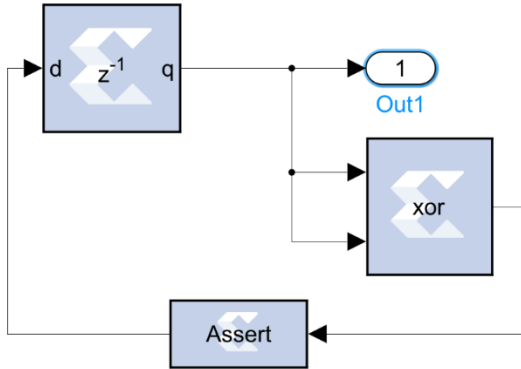 d z⁻¹ q
1
Out1
xor
Assert